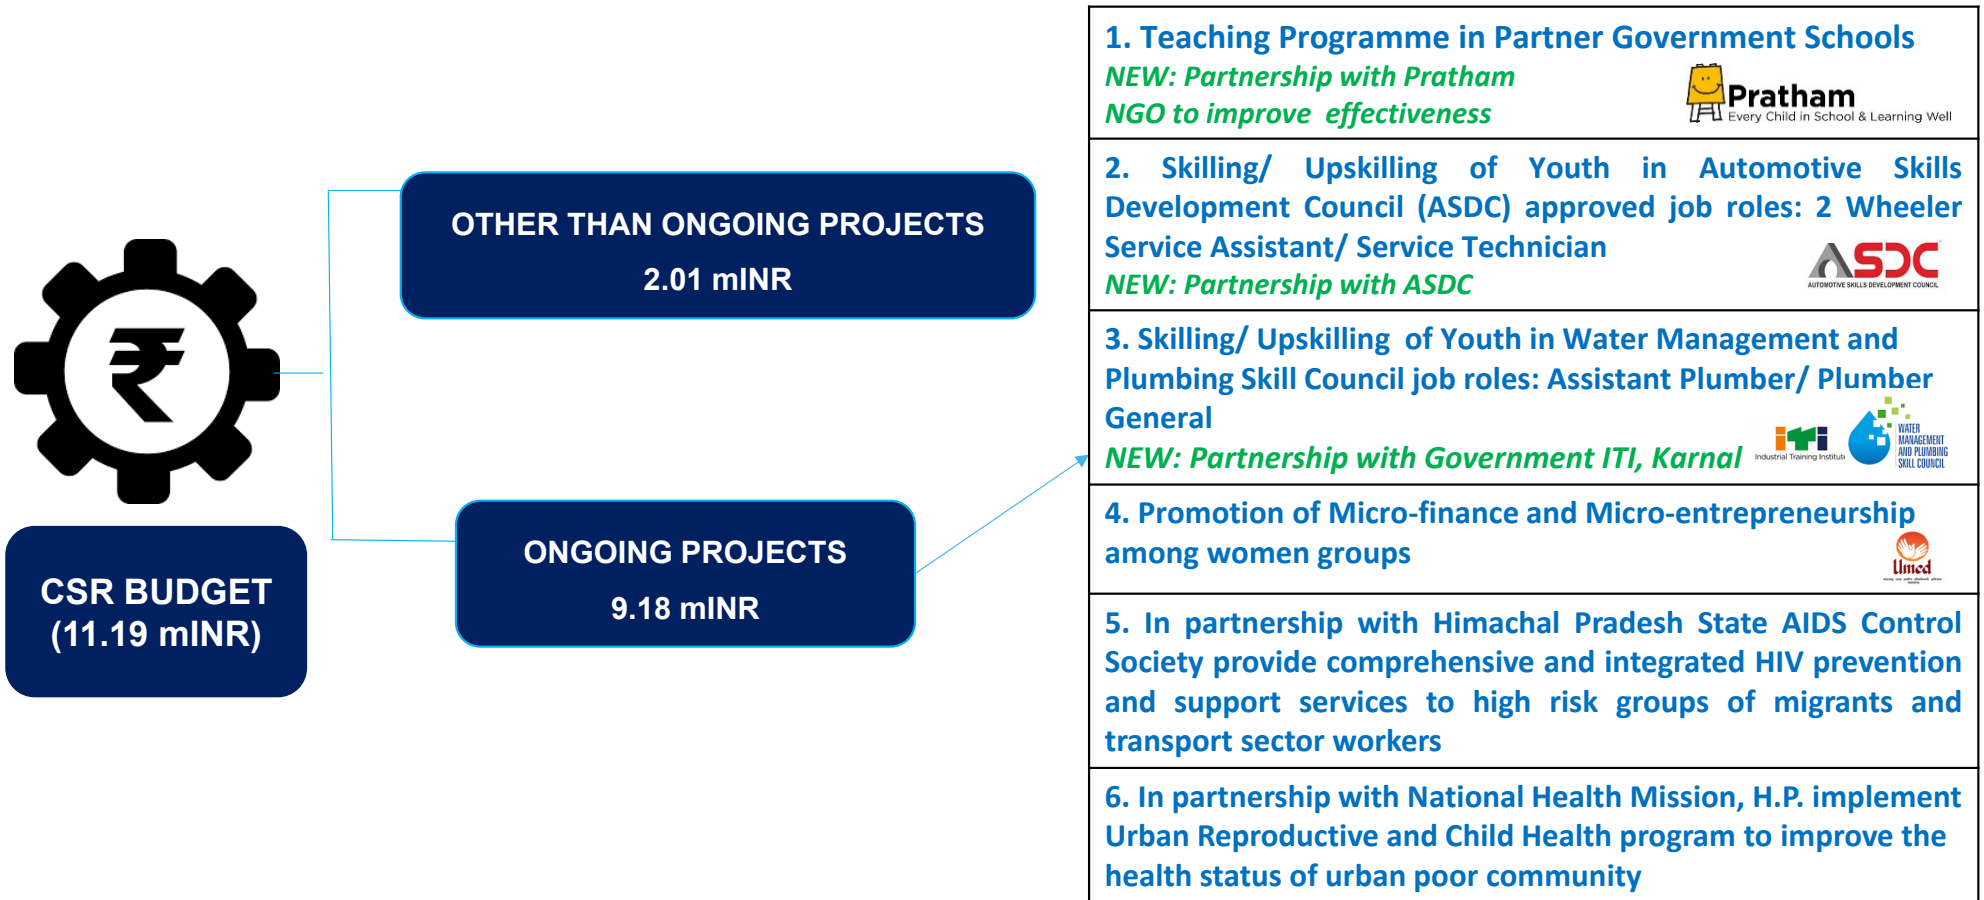 CSR BUDGET
(11.19 mINR)
OTHER THAN ONGOING PROJECTS
2.01 mINR
ONGOING PROJECTS
9.18 mINR
1. Teaching Programme in Partner Government Schools
NEW: Partnership with Pratham
NGO to improve effectiveness
Pratham
Every Child in School & Learning Well
2. Skilling/ Upskilling of Youth in Automotive Skills
Development Council (ASDC) approved job roles: 2 Wheeler
Service Assistant/ Service Technician
NEW: Partnership with ASDC
ASDC
AUTOMOTIVE SKILLS DEVELOPMENT COUNCIL
3. Skilling/ Upskilling of Youth in Water Management and
Plumbing Skill Council job roles: Assistant Plumber/ Plumber
General
NEW: Partnership with Government ITI, Karnal
iTi
Industrial Training Institute
WATER
MANAGEMENT
AND PLUMBING
SKILL COUNCIL
4. Promotion of Micro-finance and Micro-entrepreneurship
among women groups
Umed
5. In partnership with Himachal Pradesh State AIDS Control
Society provide comprehensive and integrated HIV prevention
and support services to high risk groups of migrants and
transport sector workers
6. In partnership with National Health Mission, H.P. implement
Urban Reproductive and Child Health program to improve the
health status of urban poor community